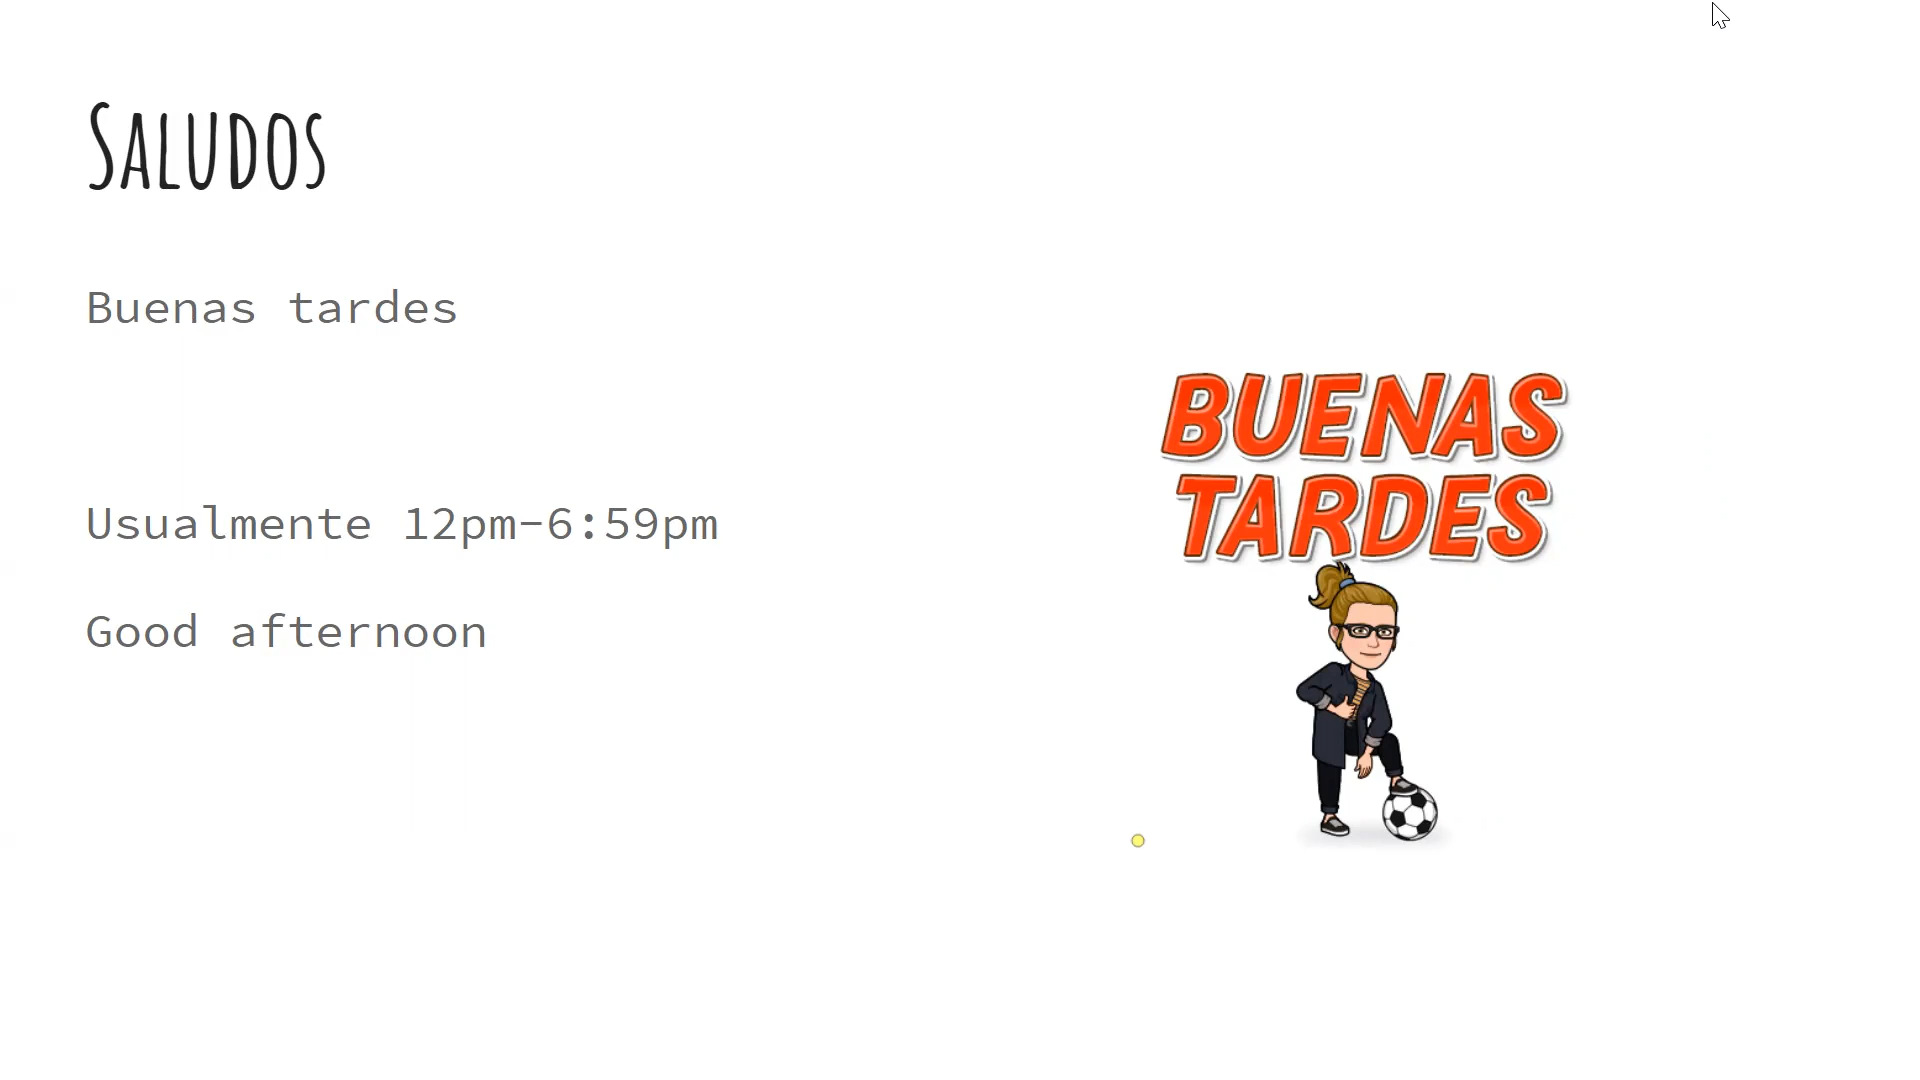 Saludos
Buenas tardes
Usualmente 12pm-6:59pm
Good afternoon
BUENAS
TARDES